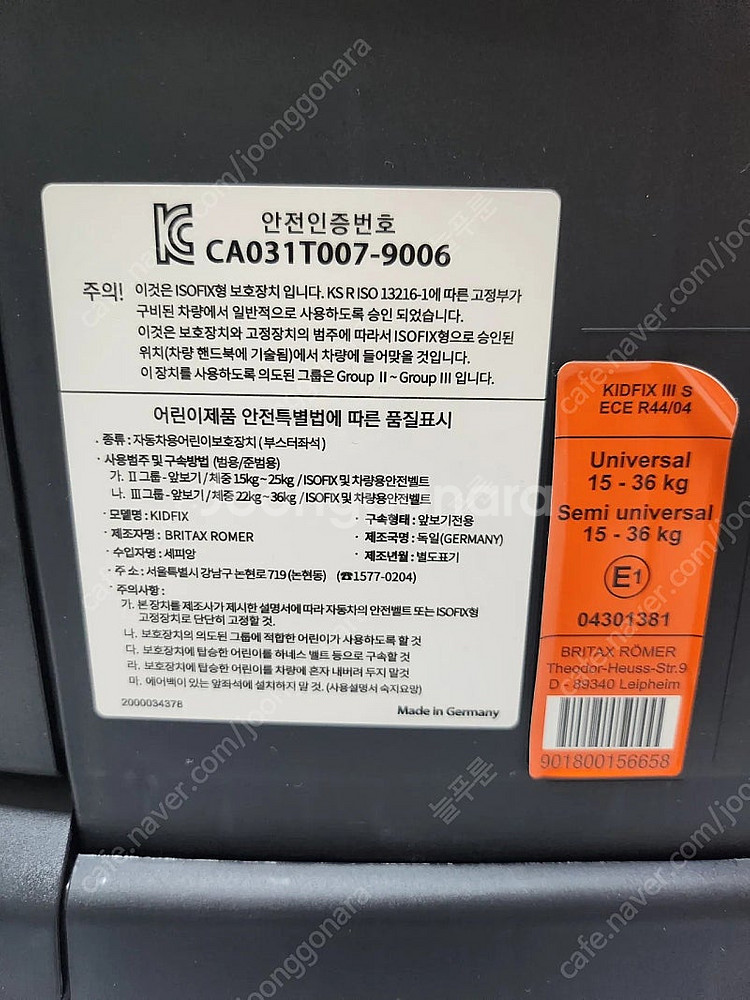 KC
안전인증번호
CA031T007-9006
주의! 이것은 ISOFIX형 보호장치 입니다. KS R ISO 13216-1에 따른 고정부가
구비된 차량에서 일반적으로 사용하도록 승인 되었습니다.
이것은 보호장치와 고정장치의 범주에 따라서 ISOFIX형으로 승인된
위치(차량 핸드북에 기술됨)에서 차량에 들어맞을 것입니다.
이 장치를 사용하도록 의도된 그룹은 Group Ⅱ~ Group Ⅲ 입니다.
어린이제품 안전특별법에 따른 품질표시
· 종류 : 자동차용어린이보호장치 (부스터좌석)
· 사용범주 및 구속방법 (범용/준범용)
가. Ⅱ그룹 - 앞보기 / 체중 15kg~25kg / ISOFIX 및 차량용안전벨트
나. Ⅲ그룹 - 앞보기 / 체중 22kg~36kg / ISOFIX 및 차량용안전벨트
· 모델명 : KIDFIX · 구속형태 : 앞보기전용
· 제조자명 : BRITAX ROMER · 제조국명 : 독일(GERMANY)
· 수입자명 : 세피앙 · 제조년월 : 별도표기
· 주소 : 서울특별시 강남구 논현로 719 (논현동) (☎1577-0204)
· 주의사항 :
가. 본 장치를 제조사가 제시한 설명서에 따라 자동차의 안전벨트 또는 ISOFIX형
고정장치로 단단히 고정할 것.
나. 보호장치의 의도된 그룹에 적합한 어린이가 사용하도록 할 것
다. 보호장치에 탑승한 어린이를 하네스 벨트 등으로 구속할 것
라. 보호장치에 탑승한 어린이를 차량에 혼자 내버려 두지 말것
마. 에어백이 있는 앞좌석에 설치하지 말 것. (사용설명서 숙지요망)
2000034378 Made in Germany
KIDFIX III S
ECE R44/04
Universal
15 - 36 kg
Semi universal
15 - 36 kg
E1
04301381
BRITAX RÖMER
Theodor-Heuss-Str.9
D - 89340 Leipheim
901800156658
joonggonara
cafe.naver.com/joonggonara
늘푸룬